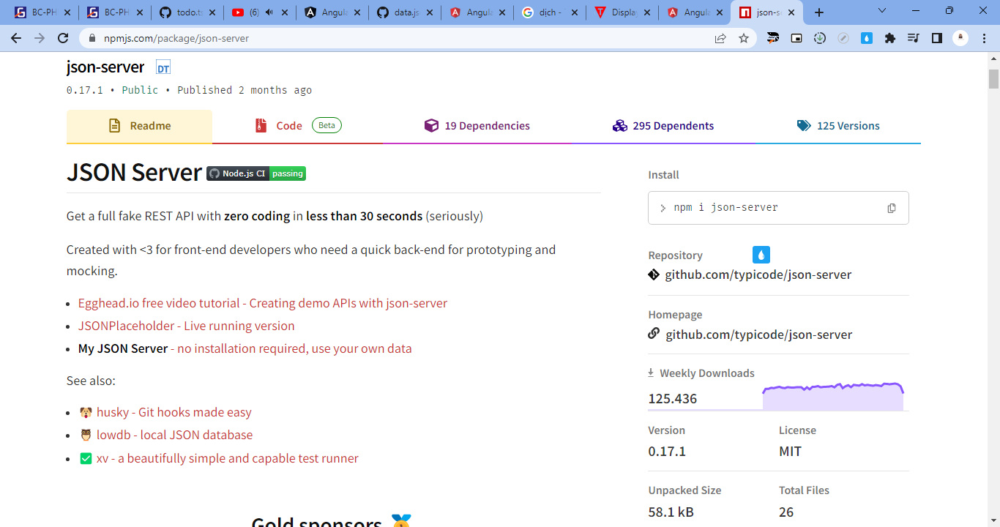 BC-PH
BC-PH
todo.ts
(6)
Angula
data.js
Angula
dịch -
Display
Angula
json-se
npmjs.com/package/json-server
json-server DT
0.17.1 • Public • Published 2 months ago
Readme
Code Beta
19 Dependencies
295 Dependents
125 Versions
JSON Server Node.js CI passing
Get a full fake REST API with zero coding in less than 30 seconds (seriously)
Created with <3 for front-end developers who need a quick back-end for prototyping and
mocking.
• Egghead.io free video tutorial - Creating demo APIs with json-server
• JSONPlaceholder - Live running version
• My JSON Server - no installation required, use your own data
See also:
• 🐶 husky - Git hooks made easy
• 🦉 lowdb - local JSON database
• ✅ xv - a beautifully simple and capable test runner
Gold sponsors 🥇
Install
> npm i json-server
Repository
github.com/typicode/json-server
Homepage
github.com/typicode/json-server
Weekly Downloads
125.436
Version License
0.17.1 MIT
Unpacked Size Total Files
58.1 kB 26